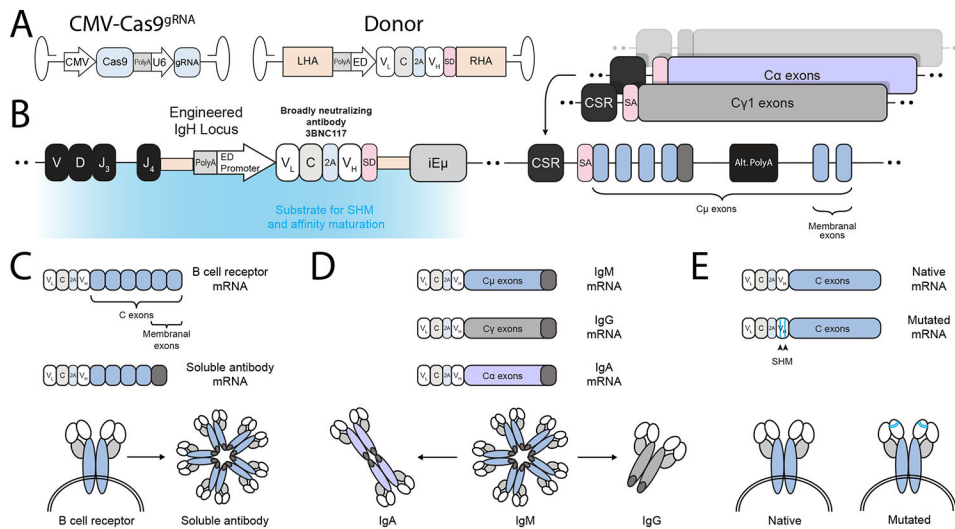 A
CMV-Cas9gRNA
Donor
CMV
Cas9
PolyA
U6
gRNA
LHA
PolyA
ED
VL
C
2A
VH
SD
RHA
SA
Cα exons
CSR
SA
Cγ1 exons
B
Engineered
IgH Locus
Broadly neutralizing
antibody
3BNC117
V
D
J3
J4
PolyA
ED
Promoter
VL
C
2A
VH
SD
iEμ
CSR
SA
Alt. PolyA
Cμ exons
Membranal
exons
Substrate for SHM
and affinity maturation
C
VL
C
2A
VH
B cell receptor
mRNA
C exons
Membranal
exons
VL
C
2A
VH
Soluble antibody
mRNA
B cell receptor
Soluble antibody
D
VL
C
2A
VH
Cμ exons
IgM
mRNA
VL
C
2A
VH
Cγ exons
IgG
mRNA
VL
C
2A
VH
Cα exons
IgA
mRNA
IgA
IgM
IgG
E
VL
C
2A
VH
C exons
Native
mRNA
VL
C
2A
VH
C exons
Mutated
mRNA
SHM
Native
Mutated